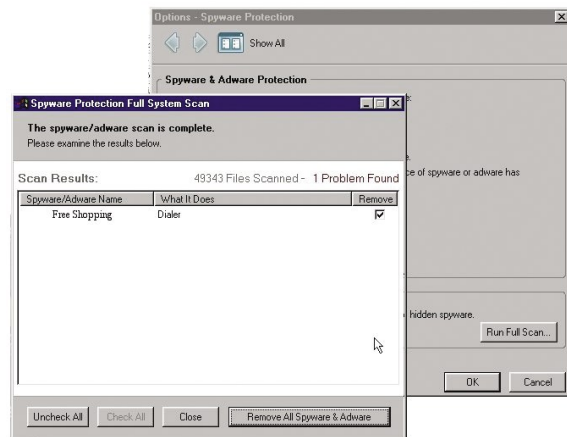 Options - Spyware Protection
Show All
Spyware & Adware Protection
ce of spyware or adware has
hidden spyware.
Run Full Scan...
OK
Cancel
Spyware Protection Full System Scan
The spyware/adware scan is complete.
Please examine the results below.
Scan Results: 49343 Files Scanned - 1 Problem Found
Spyware/Adware Name What It Does Remove
Free Shopping Dialer
Uncheck All Check All Close Remove All Spyware & Adware